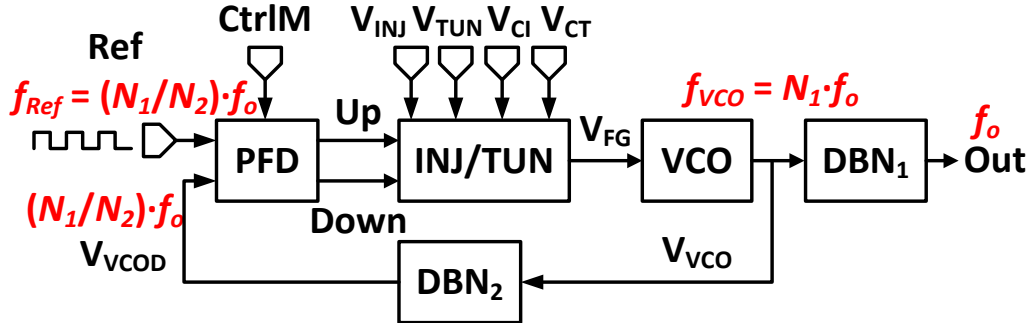 CtrlM
V_INJ V_TUN V_CI V_CT
Ref
f_Ref = (N_1/N_2)·f_o
Up
f_VCO = N_1·f_o
V_FG
f_o
PFD
INJ/TUN
VCO
DBN_1
Out
(N_1/N_2)·f_o
Down
V_VCOD
V_VCO
DBN_2